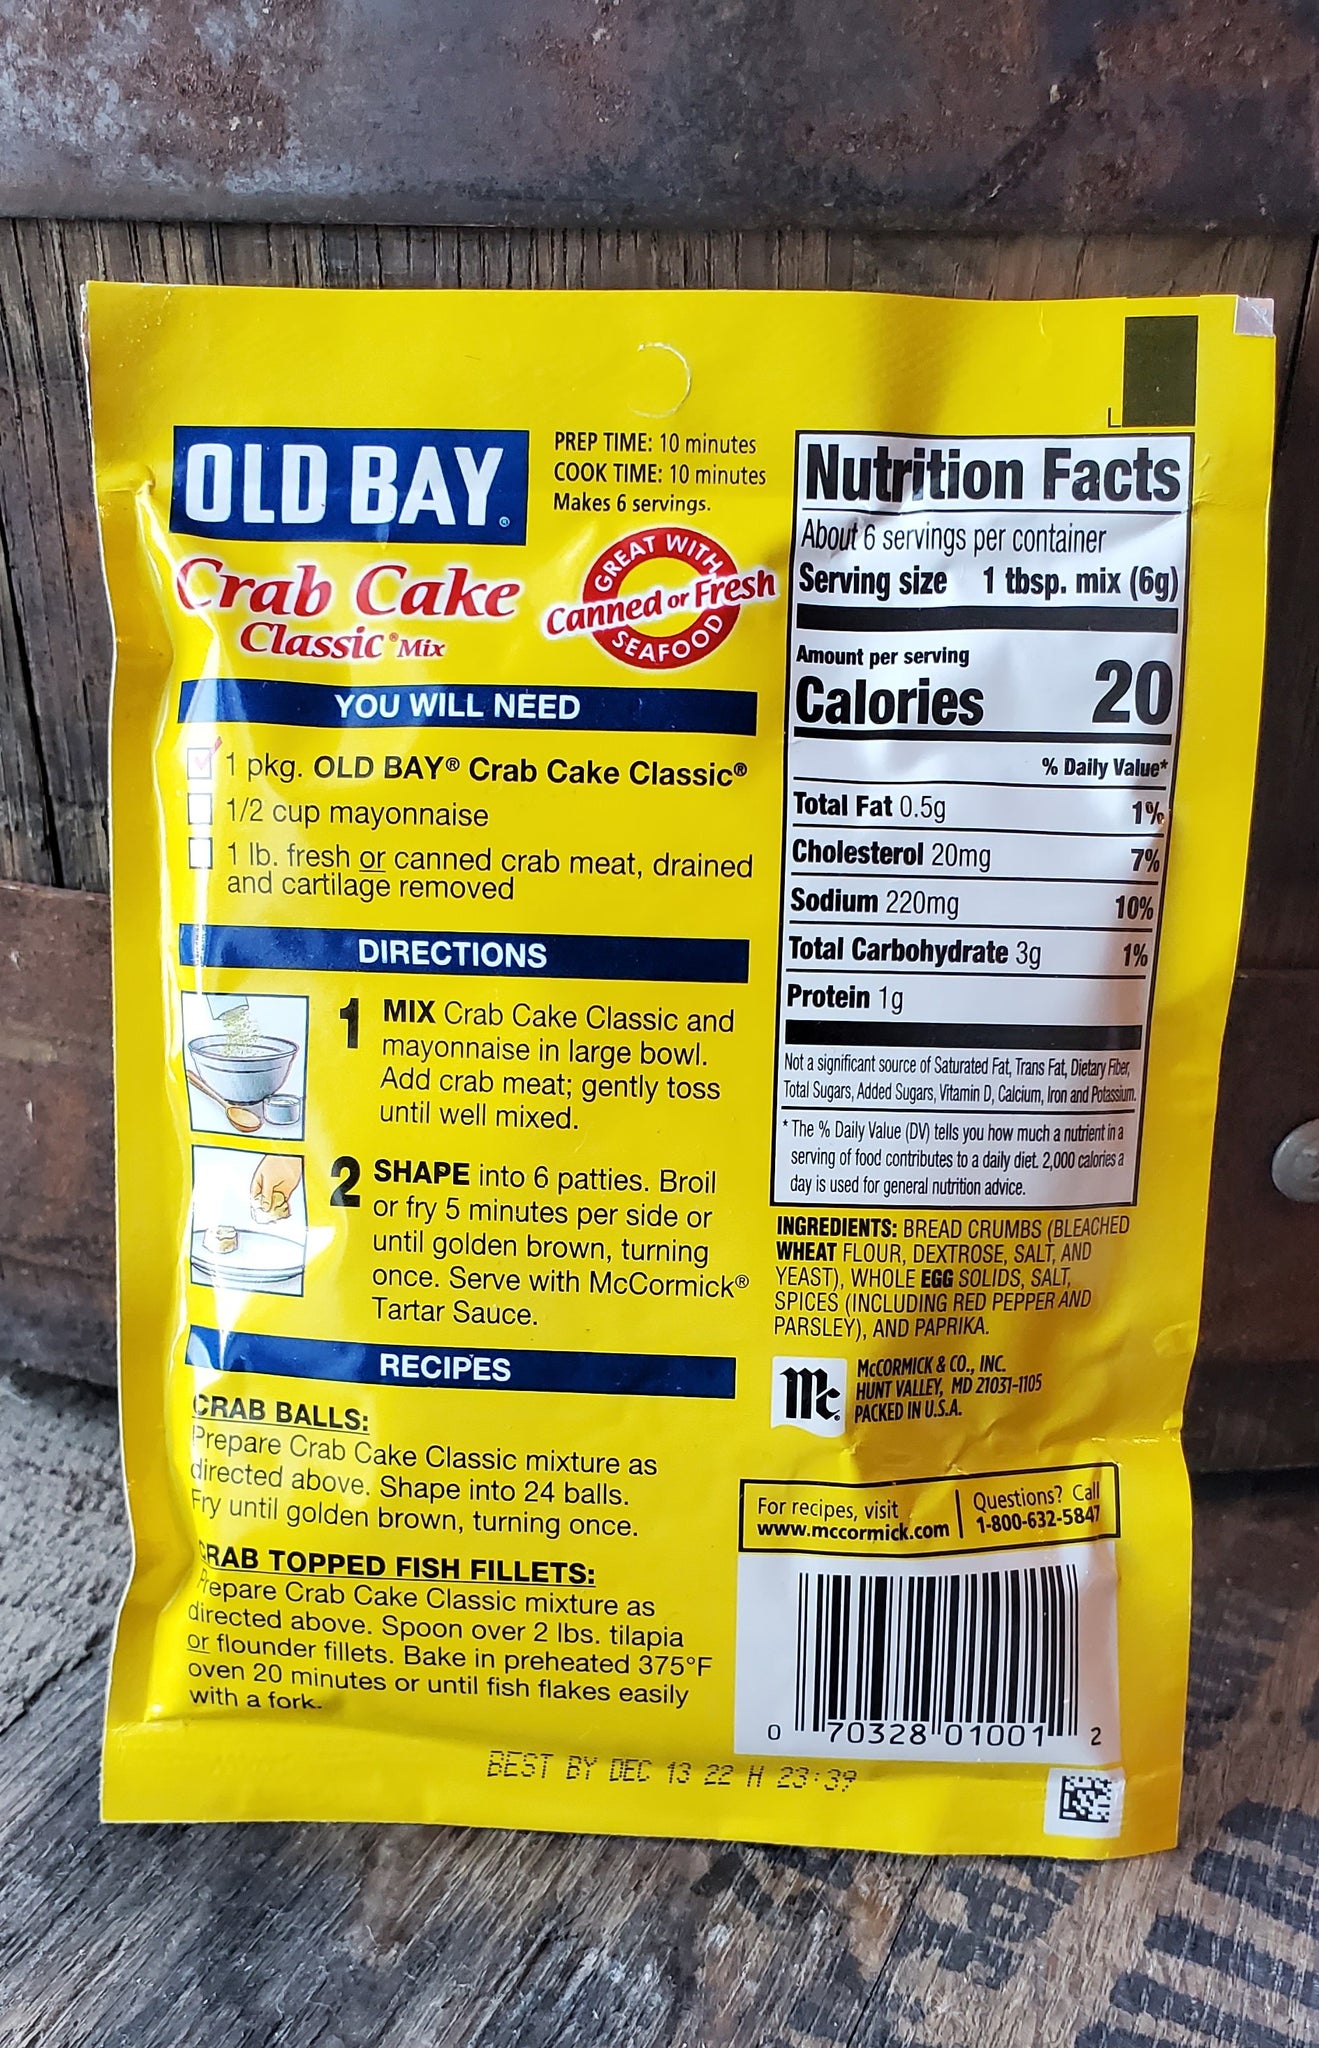 OLD BAY®
PREP TIME: 10 minutes
COOK TIME: 10 minutes
Makes 6 servings.
Crab Cake
Classic® Mix
GREAT WITH
Canned or Fresh
SEAFOOD
YOU WILL NEED
1 pkg. OLD BAY® Crab Cake Classic®
1/2 cup mayonnaise
1 lb. fresh or canned crab meat, drained
and cartilage removed
DIRECTIONS
1 MIX Crab Cake Classic and
mayonnaise in large bowl.
Add crab meat; gently toss
until well mixed.
2 SHAPE into 6 patties. Broil
or fry 5 minutes per side or
until golden brown, turning
once. Serve with McCormick®
Tartar Sauce.
RECIPES
CRAB BALLS:
Prepare Crab Cake Classic mixture as
directed above. Shape into 24 balls.
Fry until golden brown, turning once.
CRAB TOPPED FISH FILLETS:
Prepare Crab Cake Classic mixture as
directed above. Spoon over 2 lbs. tilapia
or flounder fillets. Bake in preheated 375°F
oven 20 minutes or until fish flakes easily
with a fork.
L
Nutrition Facts
About 6 servings per container
Serving size 1 tbsp. mix (6g)
Amount per serving
Calories 20
% Daily Value*
Total Fat 0.5g 1%
Cholesterol 20mg 7%
Sodium 220mg 10%
Total Carbohydrate 3g 1%
Protein 1g
Not a significant source of Saturated Fat, Trans Fat, Dietary Fiber,
Total Sugars, Added Sugars, Vitamin D, Calcium, Iron and Potassium.
* The % Daily Value (DV) tells you how much a nutrient in a
serving of food contributes to a daily diet. 2,000 calories a
day is used for general nutrition advice.
INGREDIENTS: BREAD CRUMBS (BLEACHED
WHEAT FLOUR, DEXTROSE, SALT, AND
YEAST), WHOLE EGG SOLIDS, SALT,
SPICES (INCLUDING RED PEPPER AND
PARSLEY), AND PAPRIKA.
Mc®
McCORMICK & CO., INC.
HUNT VALLEY, MD 21031-1105
PACKED IN U.S.A.
For recipes, visit
www.mccormick.com
Questions? Call
1-800-632-5847
0 70328 01001 2
BEST BY DEC 13 22 H 23:39